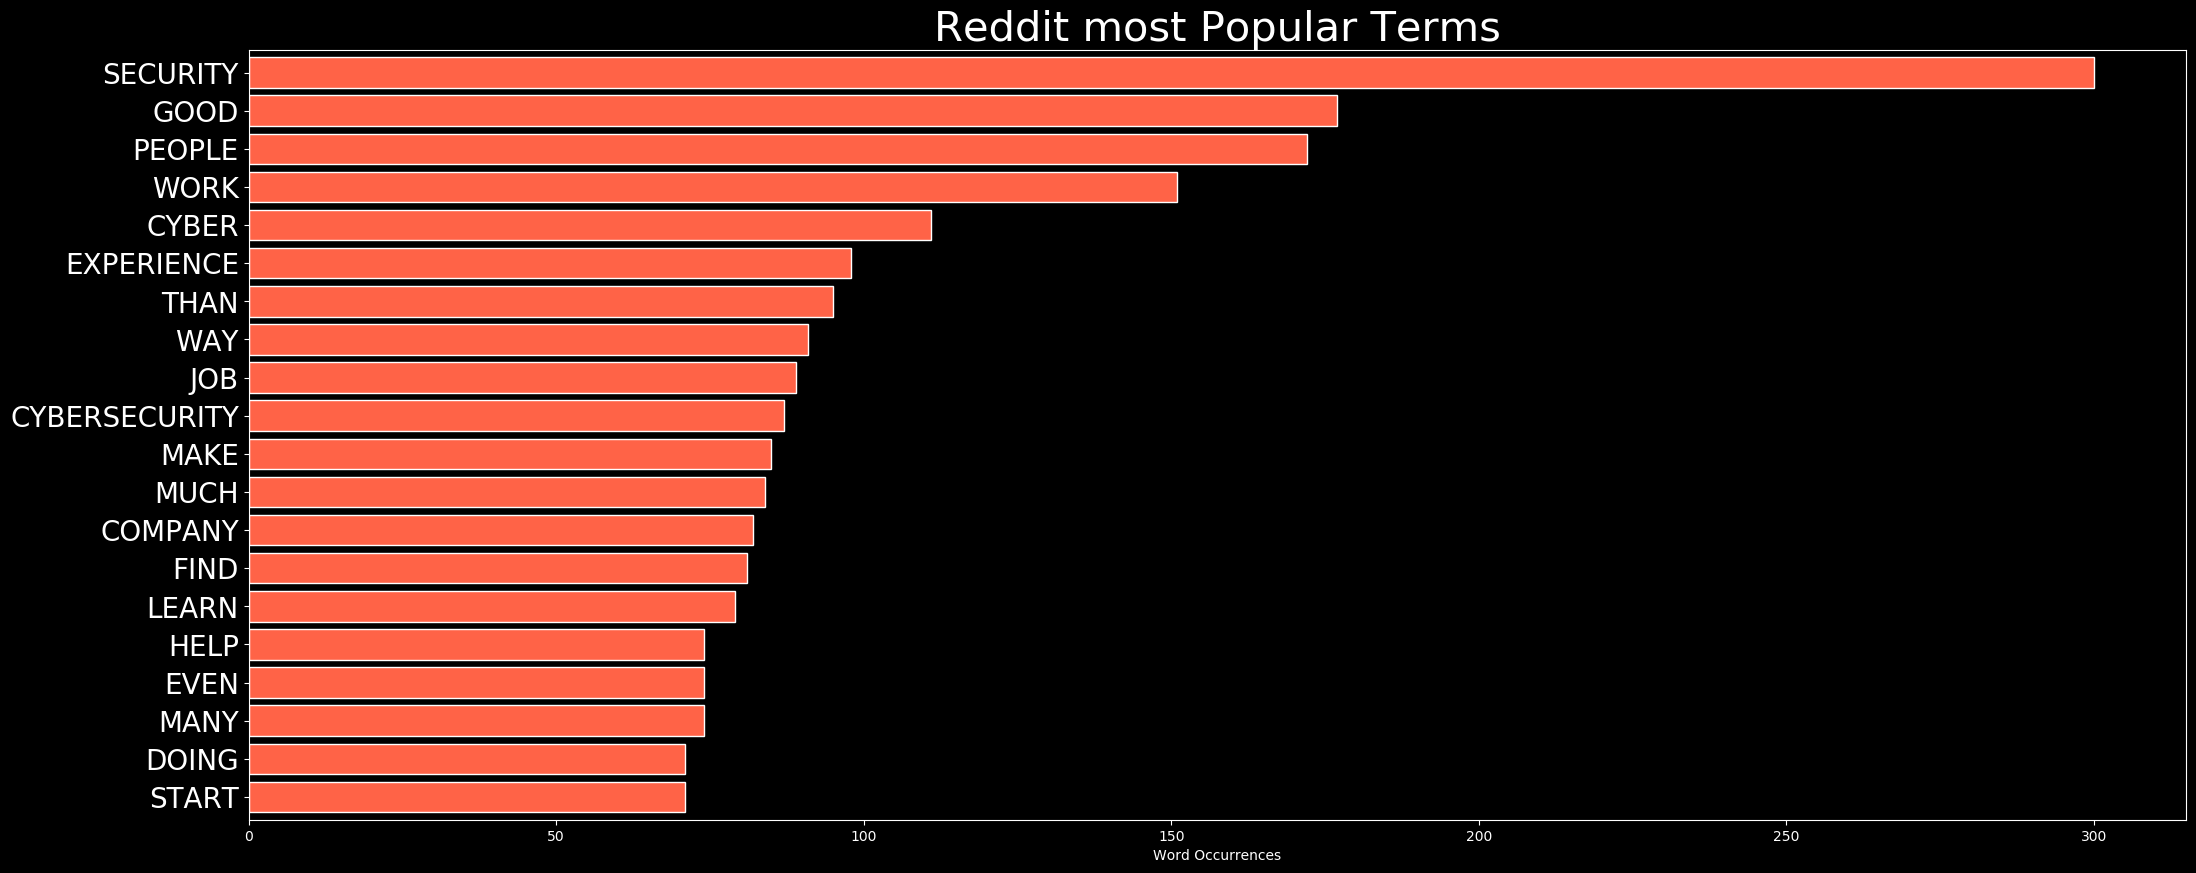 Reddit most Popular Terms
SECURITY
GOOD
PEOPLE
WORK
CYBER
EXPERIENCE
THAN
WAY
JOB
CYBERSECURITY
MAKE
MUCH
COMPANY
FIND
LEARN
HELP
EVEN
MANY
DOING
START
0 50 100 150 200 250 300
Word Occurrences